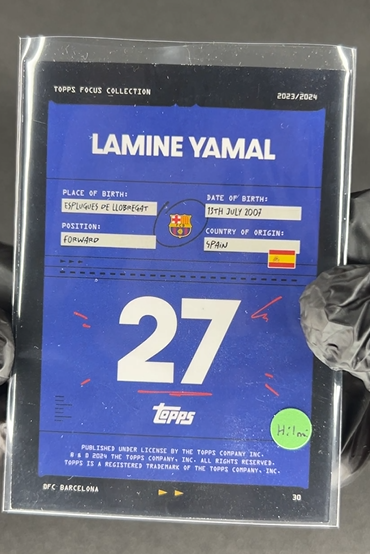 TOPPS FOCUS COLLECTION 2023/2024
LAMINE YAMAL
PLACE OF BIRTH: DATE OF BIRTH:
ESPLUGUES DE LLOBREGAT 13TH JULY 2007
POSITION: COUNTRY OF ORIGIN:
FORWARD SPAIN
27
Topps
Hilmi
PUBLISHED UNDER LICENSE BY THE TOPPS COMPANY INC.
® & © 2024 THE TOPPS COMPANY, INC. ALL RIGHTS RESERVED.
TOPPS IS A REGISTERED TRADEMARK OF THE TOPPS COMPANY, INC.
FC BARCELONA 30